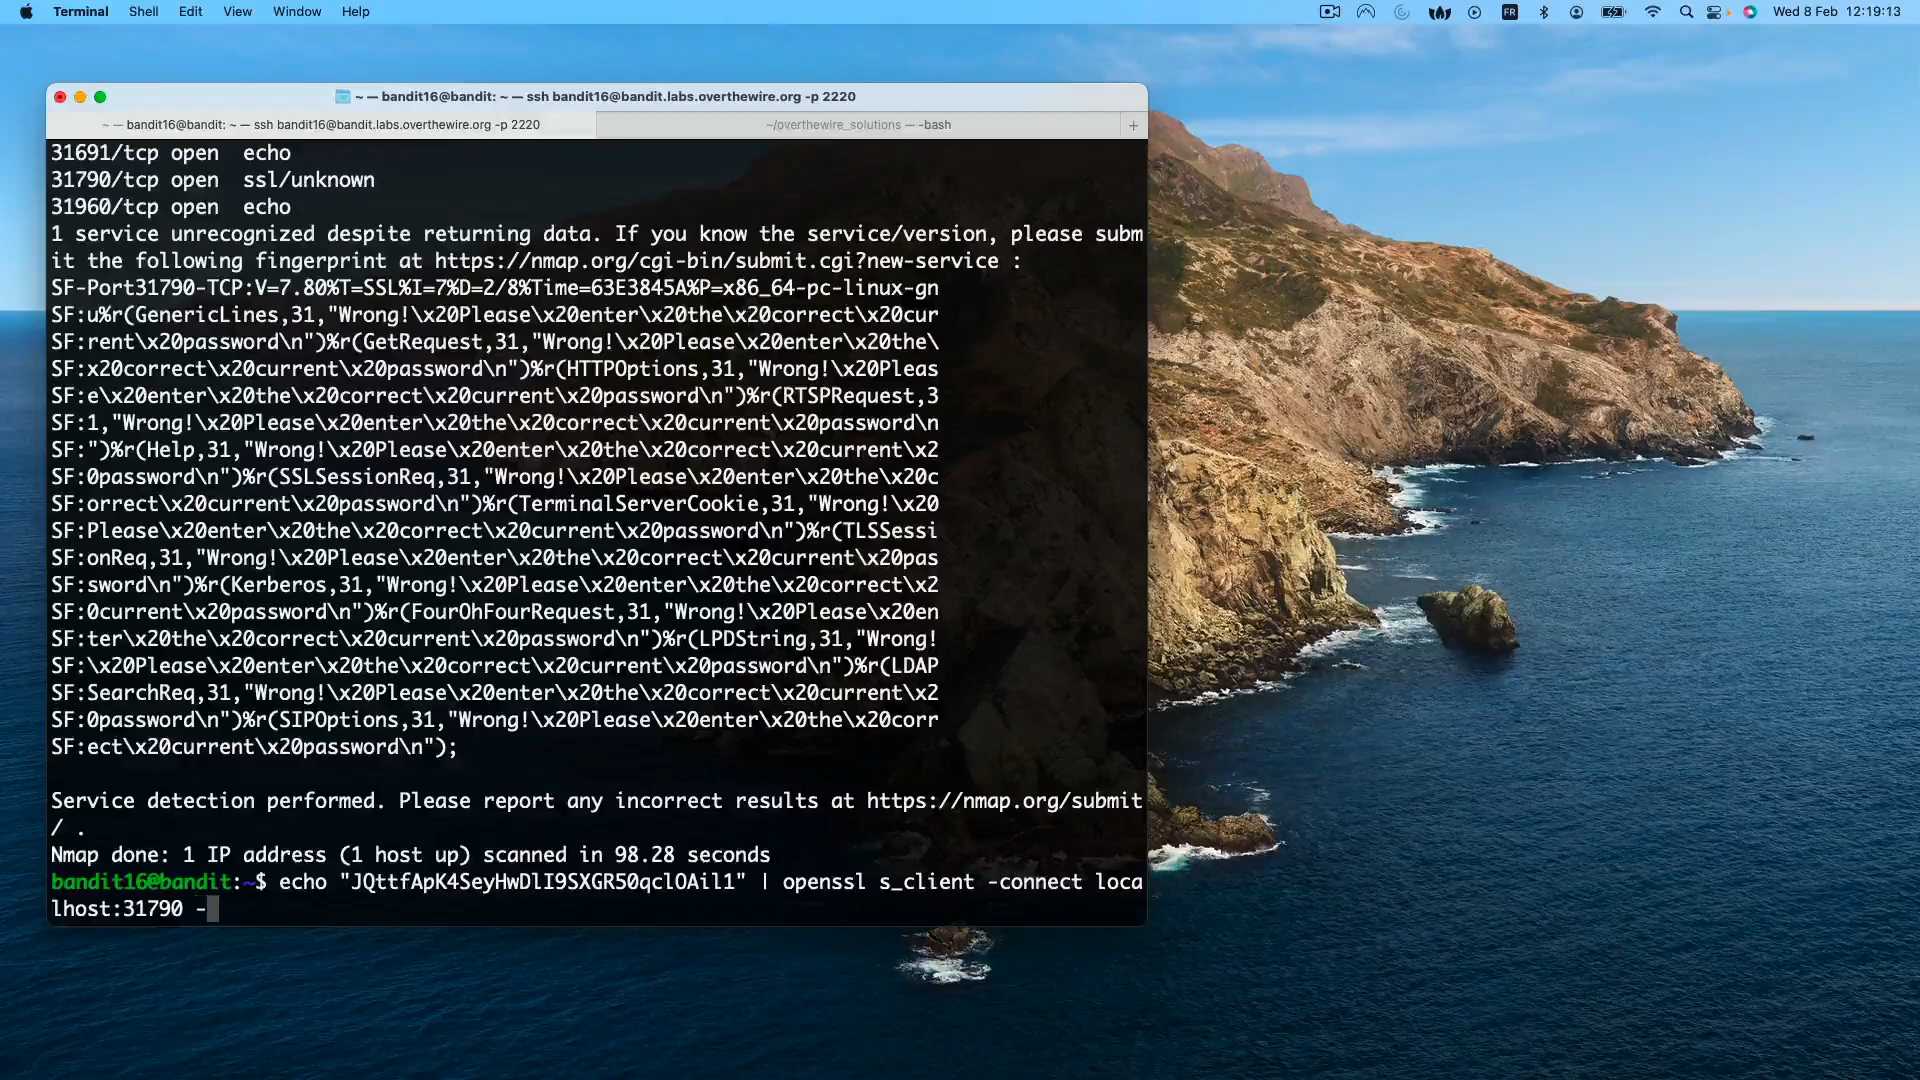 Terminal Shell Edit View Window Help FR Wed 8 Feb 12:19:13
~ — bandit16@bandit: ~ — ssh bandit16@bandit.labs.overthewire.org -p 2220
~ — bandit16@bandit: ~ — ssh bandit16@bandit.labs.overthewire.org -p 2220 ~/overthewire_solutions — -bash +
31691/tcp open  echo
31790/tcp open  ssl/unknown
31960/tcp open  echo
1 service unrecognized despite returning data. If you know the service/version, please subm
it the following fingerprint at https://nmap.org/cgi-bin/submit.cgi?new-service :
SF-Port31790-TCP:V=7.80%T=SSL%I=7%D=2/8%Time=63E3845A%P=x86_64-pc-linux-gn
SF:u%r(GenericLines,31,"Wrong!\x20Please\x20enter\x20the\x20correct\x20cur
SF:rent\x20password\n")%r(GetRequest,31,"Wrong!\x20Please\x20enter\x20the\
SF:x20correct\x20current\x20password\n")%r(HTTPOptions,31,"Wrong!\x20Pleas
SF:e\x20enter\x20the\x20correct\x20current\x20password\n")%r(RTSPRequest,3
SF:1,"Wrong!\x20Please\x20enter\x20the\x20correct\x20current\x20password\n
SF:")%r(Help,31,"Wrong!\x20Please\x20enter\x20the\x20correct\x20current\x2
SF:0password\n")%r(SSLSessionReq,31,"Wrong!\x20Please\x20enter\x20the\x20c
SF:orrect\x20current\x20password\n")%r(TerminalServerCookie,31,"Wrong!\x20
SF:Please\x20enter\x20the\x20correct\x20current\x20password\n")%r(TLSSessi
SF:onReq,31,"Wrong!\x20Please\x20enter\x20the\x20correct\x20current\x20pas
SF:sword\n")%r(Kerberos,31,"Wrong!\x20Please\x20enter\x20the\x20correct\x2
SF:0current\x20password\n")%r(FourOhFourRequest,31,"Wrong!\x20Please\x20en
SF:ter\x20the\x20correct\x20current\x20password\n")%r(LPDString,31,"Wrong!
SF:\x20Please\x20enter\x20the\x20correct\x20current\x20password\n")%r(LDAP
SF:SearchReq,31,"Wrong!\x20Please\x20enter\x20the\x20correct\x20current\x2
SF:0password\n")%r(SIPOptions,31,"Wrong!\x20Please\x20enter\x20the\x20corr
SF:ect\x20current\x20password\n");
Service detection performed. Please report any incorrect results at https://nmap.org/submit
/ .
Nmap done: 1 IP address (1 host up) scanned in 98.28 seconds
bandit16@bandit:~$ echo "JQttfApK4SeyHwDlI9SXGR50qclOAil1" | openssl s_client -connect loca
lhost:31790 -